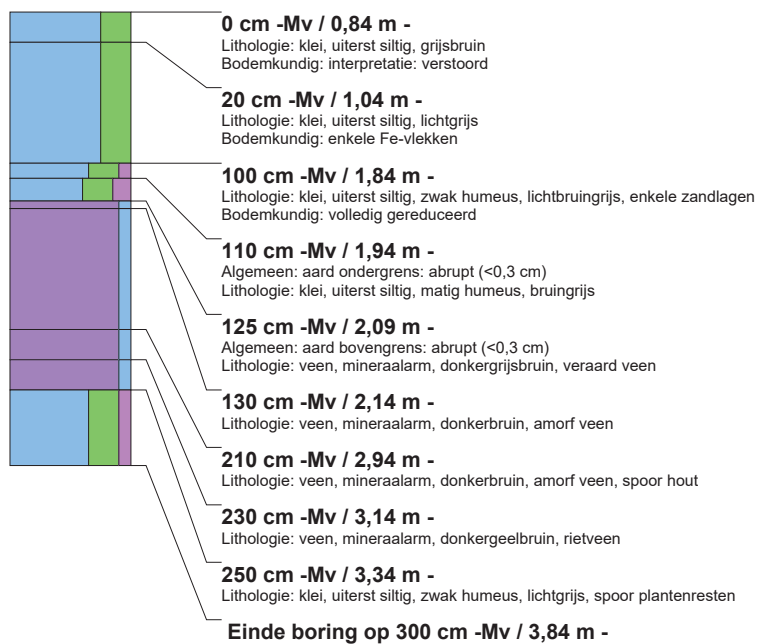 0 cm -Mv / 0,84 m -
Lithologie: klei, uiterst siltig, grijsbruin
Bodemkundig: interpretatie: verstoord
20 cm -Mv / 1,04 m -
Lithologie: klei, uiterst siltig, lichtgrijs
Bodemkundig: enkele Fe-vlekken
100 cm -Mv / 1,84 m -
Lithologie: klei, uiterst siltig, zwak humeus, lichtbruingrijs, enkele zandlagen
Bodemkundig: volledig gereduceerd
110 cm -Mv / 1,94 m -
Algemeen: aard ondergrens: abrupt (<0,3 cm)
Lithologie: klei, uiterst siltig, matig humeus, bruingrijs
125 cm -Mv / 2,09 m -
Algemeen: aard bovengrens: abrupt (<0,3 cm)
Lithologie: veen, mineraalarm, donkergrijsbruin, veraard veen
130 cm -Mv / 2,14 m -
Lithologie: veen, mineraalarm, donkerbruin, amorf veen
210 cm -Mv / 2,94 m -
Lithologie: veen, mineraalarm, donkerbruin, amorf veen, spoor hout
230 cm -Mv / 3,14 m -
Lithologie: veen, mineraalarm, donkergeelbruin, rietveen
250 cm -Mv / 3,34 m -
Lithologie: klei, uiterst siltig, zwak humeus, lichtgrijs, spoor plantenresten
Einde boring op 300 cm -Mv / 3,84 m -